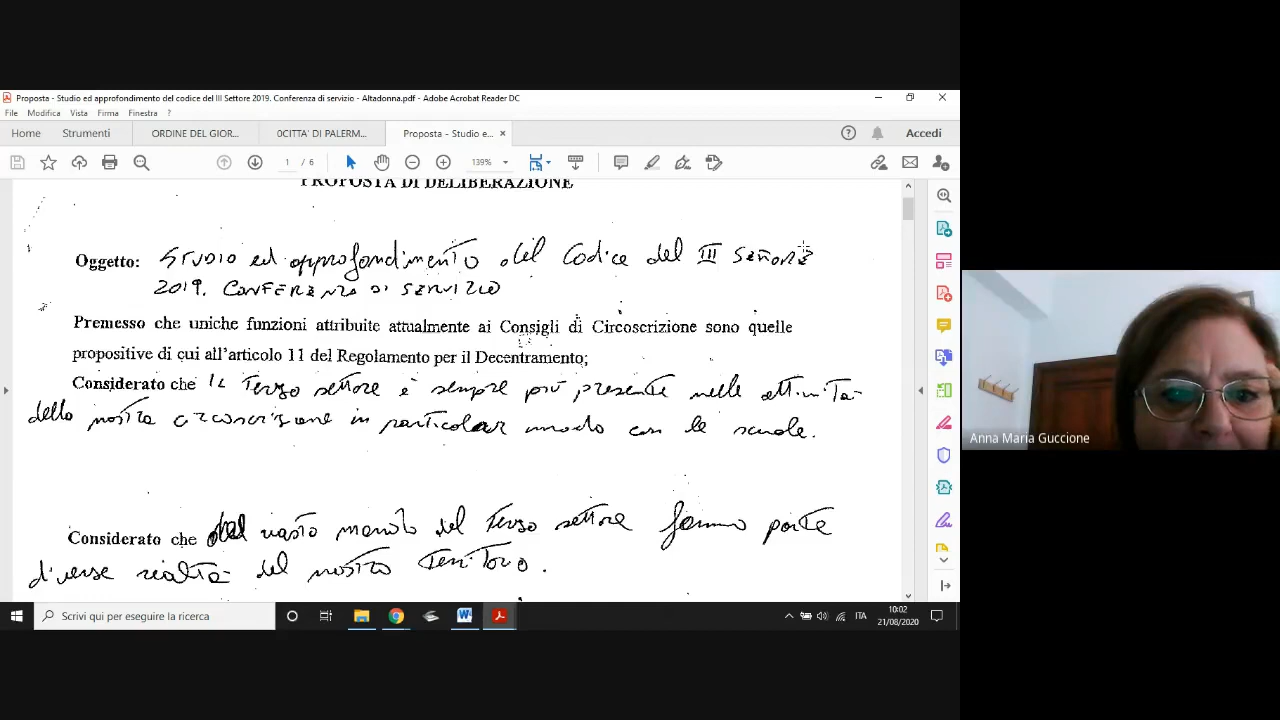 Proposta - Studio ed approfondimento del codice del III Settore 2019. Conferenza di servizio - Altadonna.pdf - Adobe Acrobat Reader DC
File Modifica Vista Firma Finestra ?
Home Strumenti ORDINE DEL GIOR... 0CITTA' DI PALERM... Proposta - Studio e... × Accedi
1 / 6 139%
PROPOSTA DI DELIBERAZIONE
Oggetto: STUDIO ed approfondimento del Codice del III SETTORE
2019. CONFERENZA DI SERVIZIO
Premesso che uniche funzioni attribuite attualmente ai Consigli di Circoscrizione sono quelle
propositive di cui all'articolo 11 del Regolamento per il Decentramento;
Considerato che IL Terzo settore è sempre più presente nelle attività
della nostra circoscrizione in particolar modo con le scuole.
Considerato che del vasto mondo del Terzo settore fanno parte
diverse realtà del nostro Territorio.
Anna Maria Guccione
Scrivi qui per eseguire la ricerca
ITA
10:02
21/08/2020